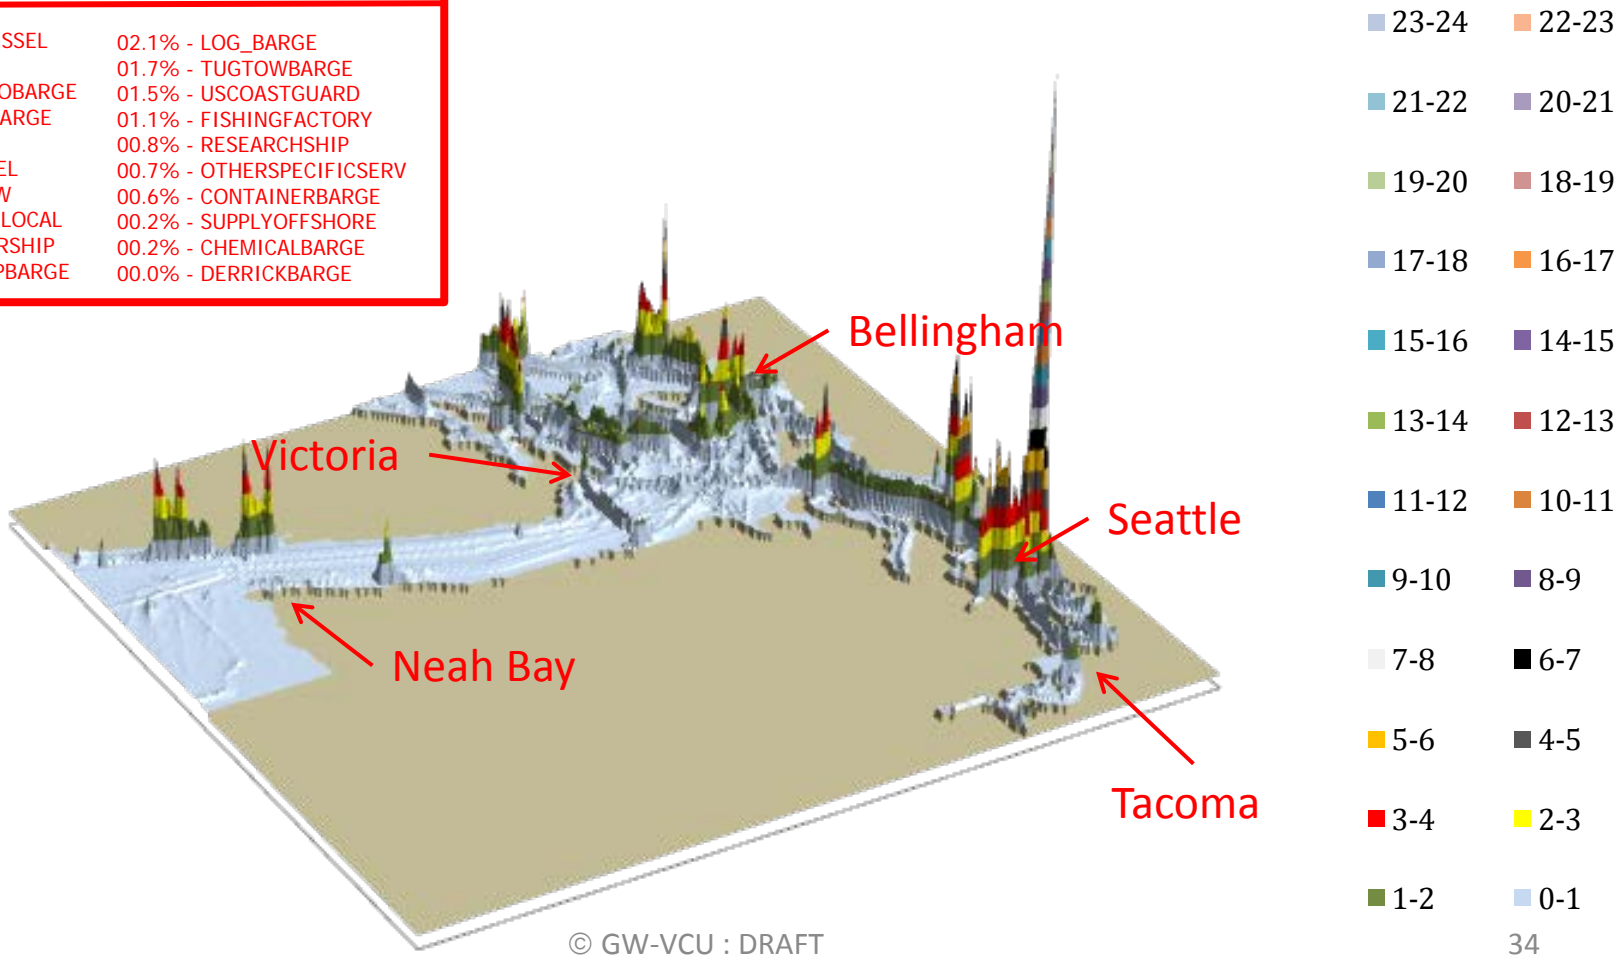 SSEL 02.1% - LOG_BARGE
01.7% - TUGTOWBARGE
OBARGE 01.5% - USCOASTGUARD
ARGE 01.1% - FISHINGFACTORY
00.8% - RESEARCHSHIP
EL 00.7% - OTHERSPECIFICSERV
W 00.6% - CONTAINERBARGE
LOCAL 00.2% - SUPPLYOFFSHORE
RSHIP 00.2% - CHEMICALBARGE
PBARGE 00.0% - DERRICKBARGE
Bellingham
Victoria
Seattle
Neah Bay
Tacoma
23-24 22-23
21-22 20-21
19-20 18-19
17-18 16-17
15-16 14-15
13-14 12-13
11-12 10-11
9-10 8-9
7-8 6-7
5-6 4-5
3-4 2-3
1-2 0-1
© GW-VCU : DRAFT
34